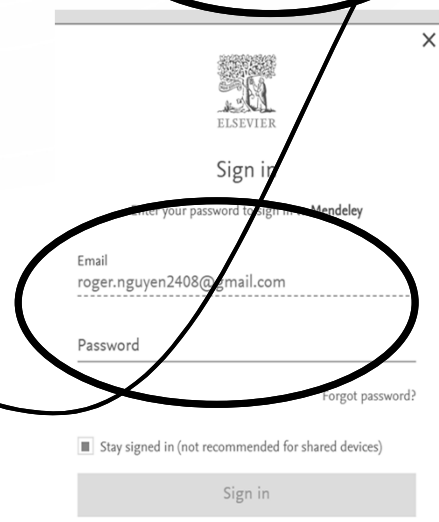 ELSEVIER
Sign in
Enter your password to sign in to Mendeley
Email
roger.nguyen2408@gmail.com
Password
Forgot password?
Stay signed in (not recommended for shared devices)
Sign in